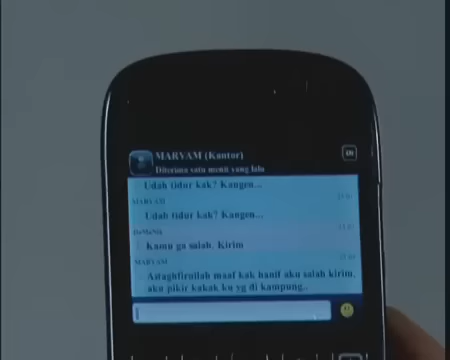 MARYAM (Kantor)
Diterima satu menit yang lalu
Udah tidur kak? Kangen...
MARYAM
Udah tidur kak? Kangen...
Kamu ga salah, Kirim
MARYAM
Astaghfirullah maaf kak hanif aku salah kirim,
aku pikir kakak ku yg di kampung..